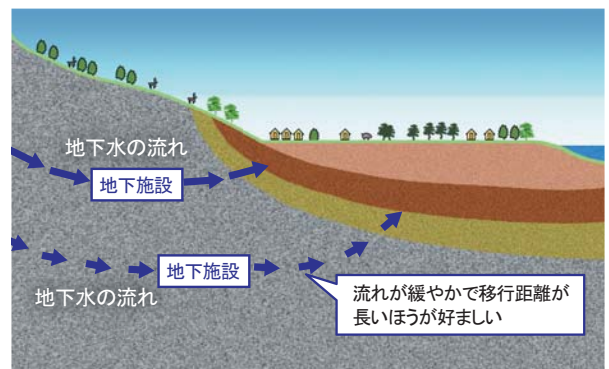 地下水の流れ
地下施設
地下施設
地下水の流れ
流れが緩やかで移行距離が
長いほうが好ましい